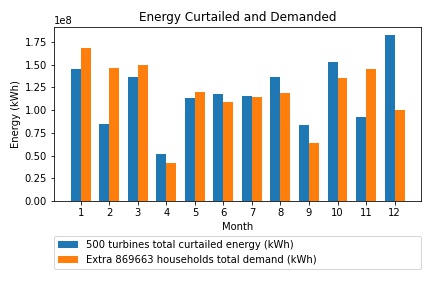 Energy Curtailed and Demanded
1e8
1.75
1.50
1.25
1.00
0.75
0.50
0.25
0.00
Energy (kWh)
1 2 3 4 5 6 7 8 9 10 11 12
Month
500 turbines total curtailed energy (kWh)
Extra 869663 households total demand (kWh)